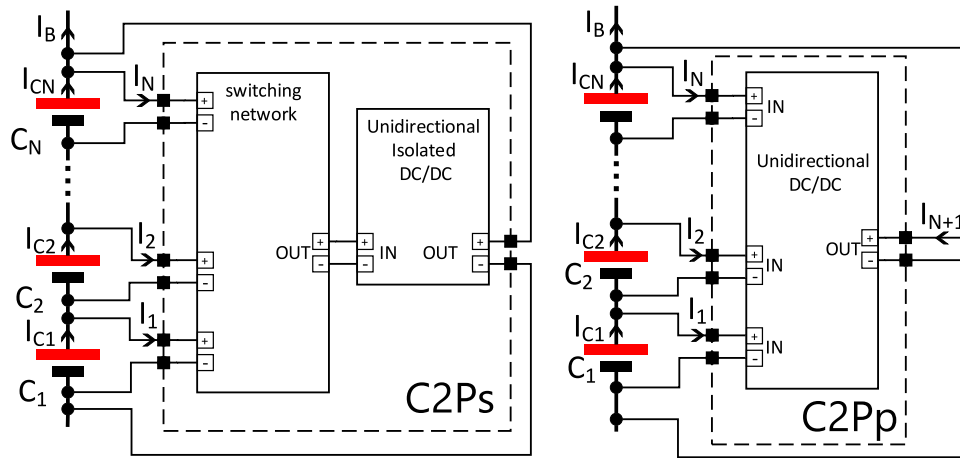 I_B
I_CN
I_N
C_N
I_C2
I_2
C_2
I_C1
I_1
C_1
+
-
+
-
+
-
switching
network
OUT
+
-
Unidirectional
Isolated
DC/DC
+
-
IN
OUT
+
-
C2Ps
I_B
I_CN
I_N
C_N
I_C2
I_2
C_2
I_C1
I_1
C_1
+
-
IN
+
-
IN
+
-
IN
Unidirectional
DC/DC
OUT
+
-
I_N+1
C2Pp